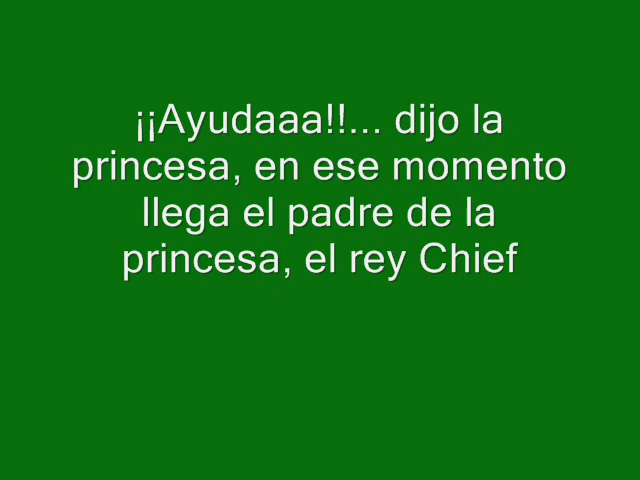 ¡¡Ayudaaa!!... dijo la
princesa, en ese momento
llega el padre de la
princesa, el rey Chief